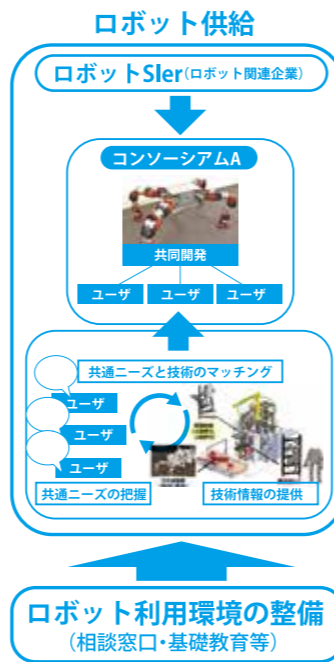 ロボット供給
ロボットSIer(ロボット関連企業)
コンソーシアムA
共同開発
ユーザ ユーザ ユーザ
共通ニーズと技術のマッチング
ユーザ
ユーザ
ユーザ
共通ニーズの把握 技術情報の提供
ロボット利用環境の整備
(相談窓口・基礎教育等)